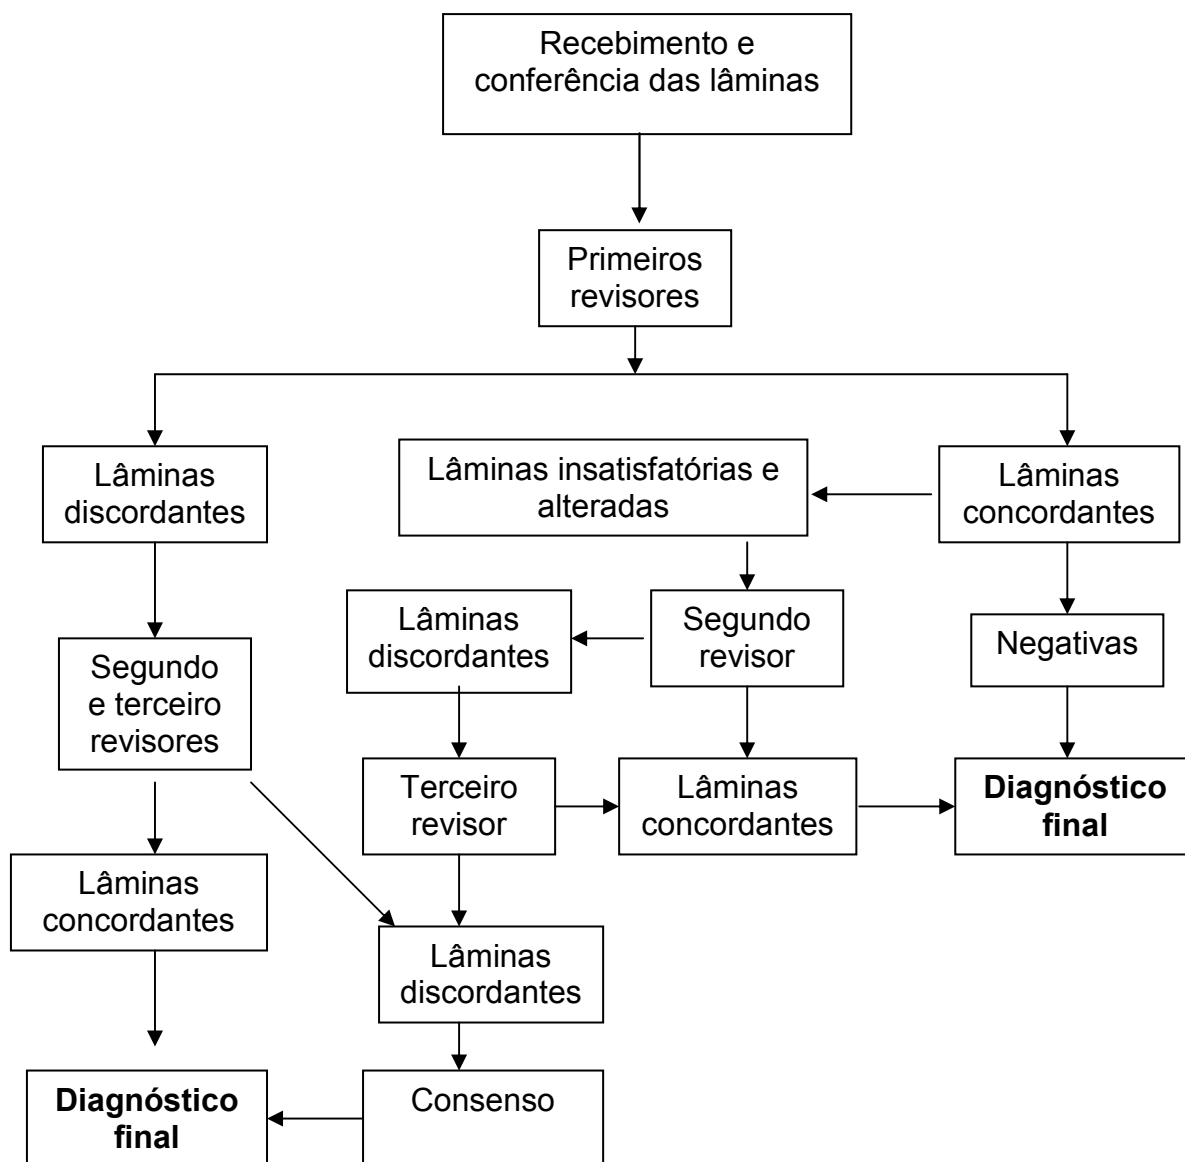 Recebimento e
conferência das lâminas
Primeiros
revisores
Lâminas
discordantes
Lâminas insatisfatórias e
alteradas
Lâminas
concordantes
Lâminas
discordantes
Segundo
revisor
Negativas
Segundo
e terceiro
revisores
Terceiro
revisor
Lâminas
concordantes
Diagnóstico
final
Lâminas
concordantes
Lâminas
discordantes
Diagnóstico
final
Consenso